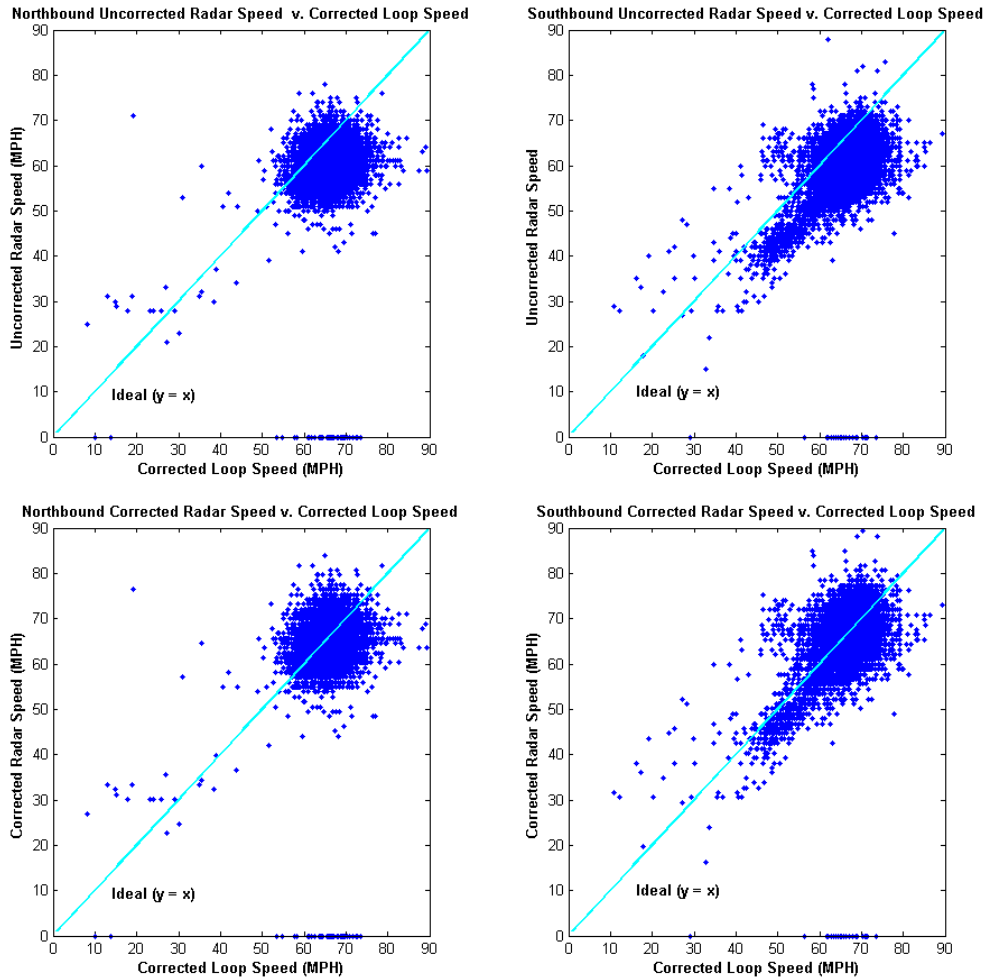 Northbound Uncorrected Radar Speed v. Corrected Loop Speed
90
80
70
60
50
40
30
20
10
0
Uncorrected Radar Speed (MPH)
Ideal (y = x)
0 10 20 30 40 50 60 70 80 90
Corrected Loop Speed (MPH)
Southbound Uncorrected Radar Speed v. Corrected Loop Speed
90
80
70
60
50
40
30
20
10
0
Uncorrected Radar Speed
Ideal (y = x)
0 10 20 30 40 50 60 70 80 90
Corrected Loop Speed (MPH)
Northbound Corrected Radar Speed v. Corrected Loop Speed
90
80
70
60
50
40
30
20
10
0
Corrected Radar Speed (MPH)
Ideal (y = x)
0 10 20 30 40 50 60 70 80 90
Corrected Loop Speed (MPH)
Southbound Corrected Radar Speed v. Corrected Loop Speed
90
80
70
60
50
40
30
20
10
0
Corrected Radar Speed (MPH)
Ideal (y = x)
0 10 20 30 40 50 60 70 80 90
Corrected Loop Speed (MPH)